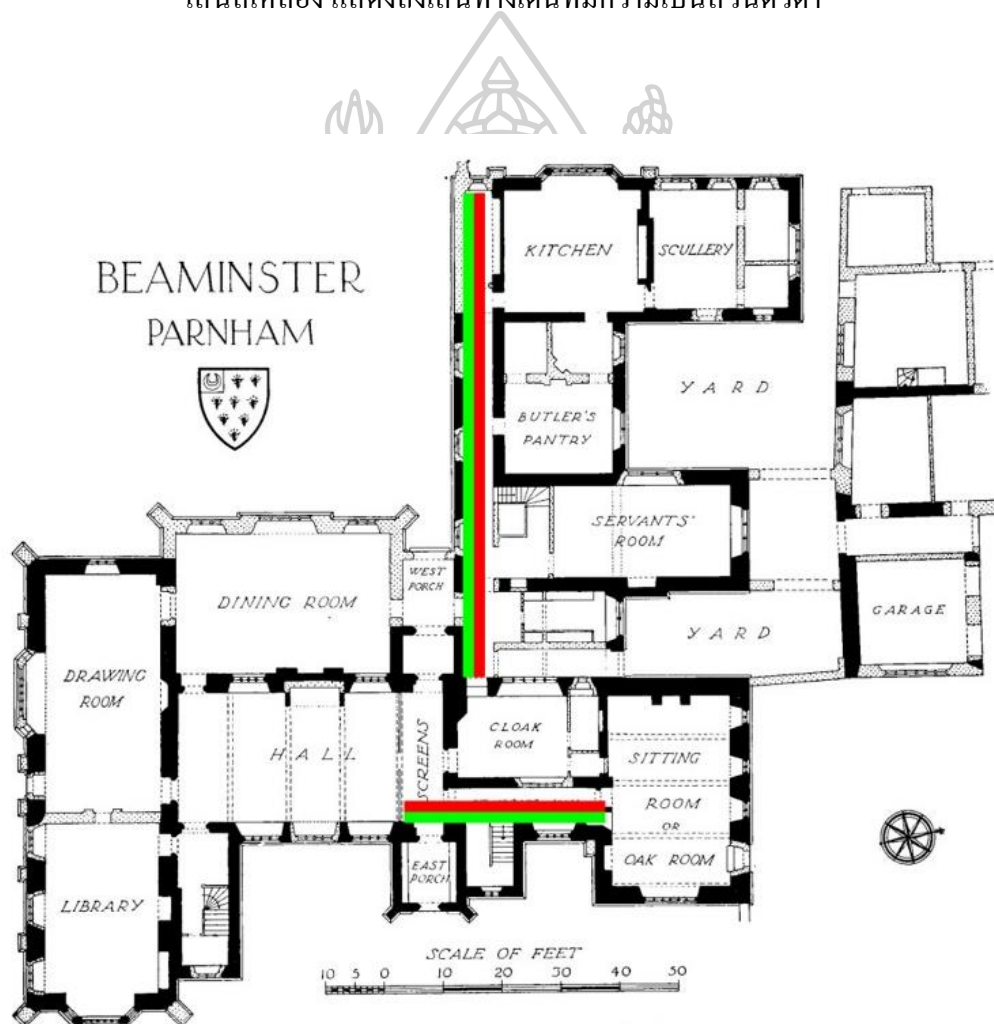 BEAMINSTER
PARNHAM
KITCHEN
SCULLERY
YARD
BUTLER'S
PANTRY
SERVANTS'
ROOM
WEST
PORCH
DINING ROOM
GARAGE
YARD
DRAWING
ROOM
CLOAK
ROOM
HALL
SCREENS
SITTING
ROOM
OR
OAK ROOM
EAST
PORCH
LIBRARY
SCALE OF FEET
10 5 0 10 20 30 40 50